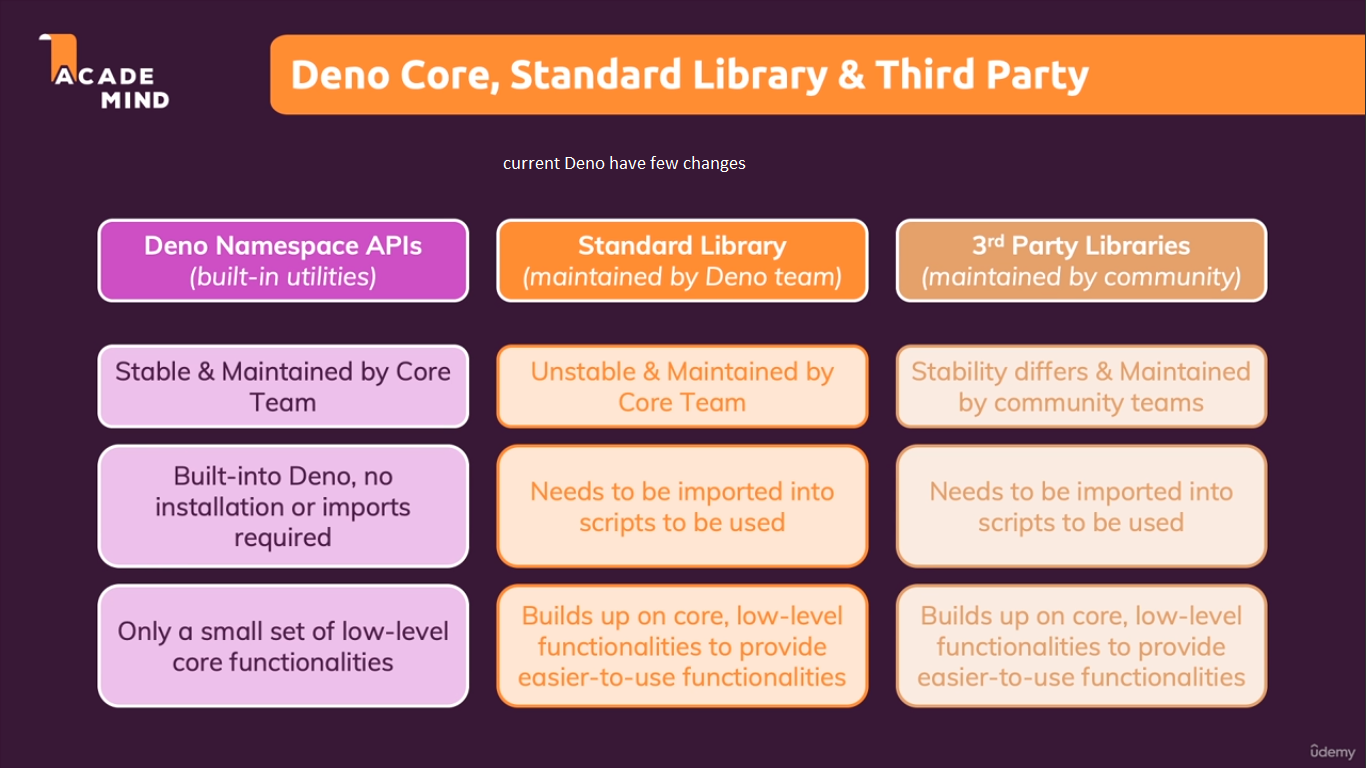 ACADE
MIND
Deno Core, Standard Library & Third Party
current Deno have few changes
Deno Namespace APIs
(built-in utilities)
Standard Library
(maintained by Deno team)
3rd Party Libraries
(maintained by community)
Stable & Maintained by Core
Team
Unstable & Maintained by
Core Team
Stability differs & Maintained
by community teams
Built-into Deno, no
installation or imports
required
Needs to be imported into
scripts to be used
Needs to be imported into
scripts to be used
Only a small set of low-level
core functionalities
Builds up on core, low-level
functionalities to provide
easier-to-use functionalities
Builds up on core, low-level
functionalities to provide
easier-to-use functionalities
ûdemy